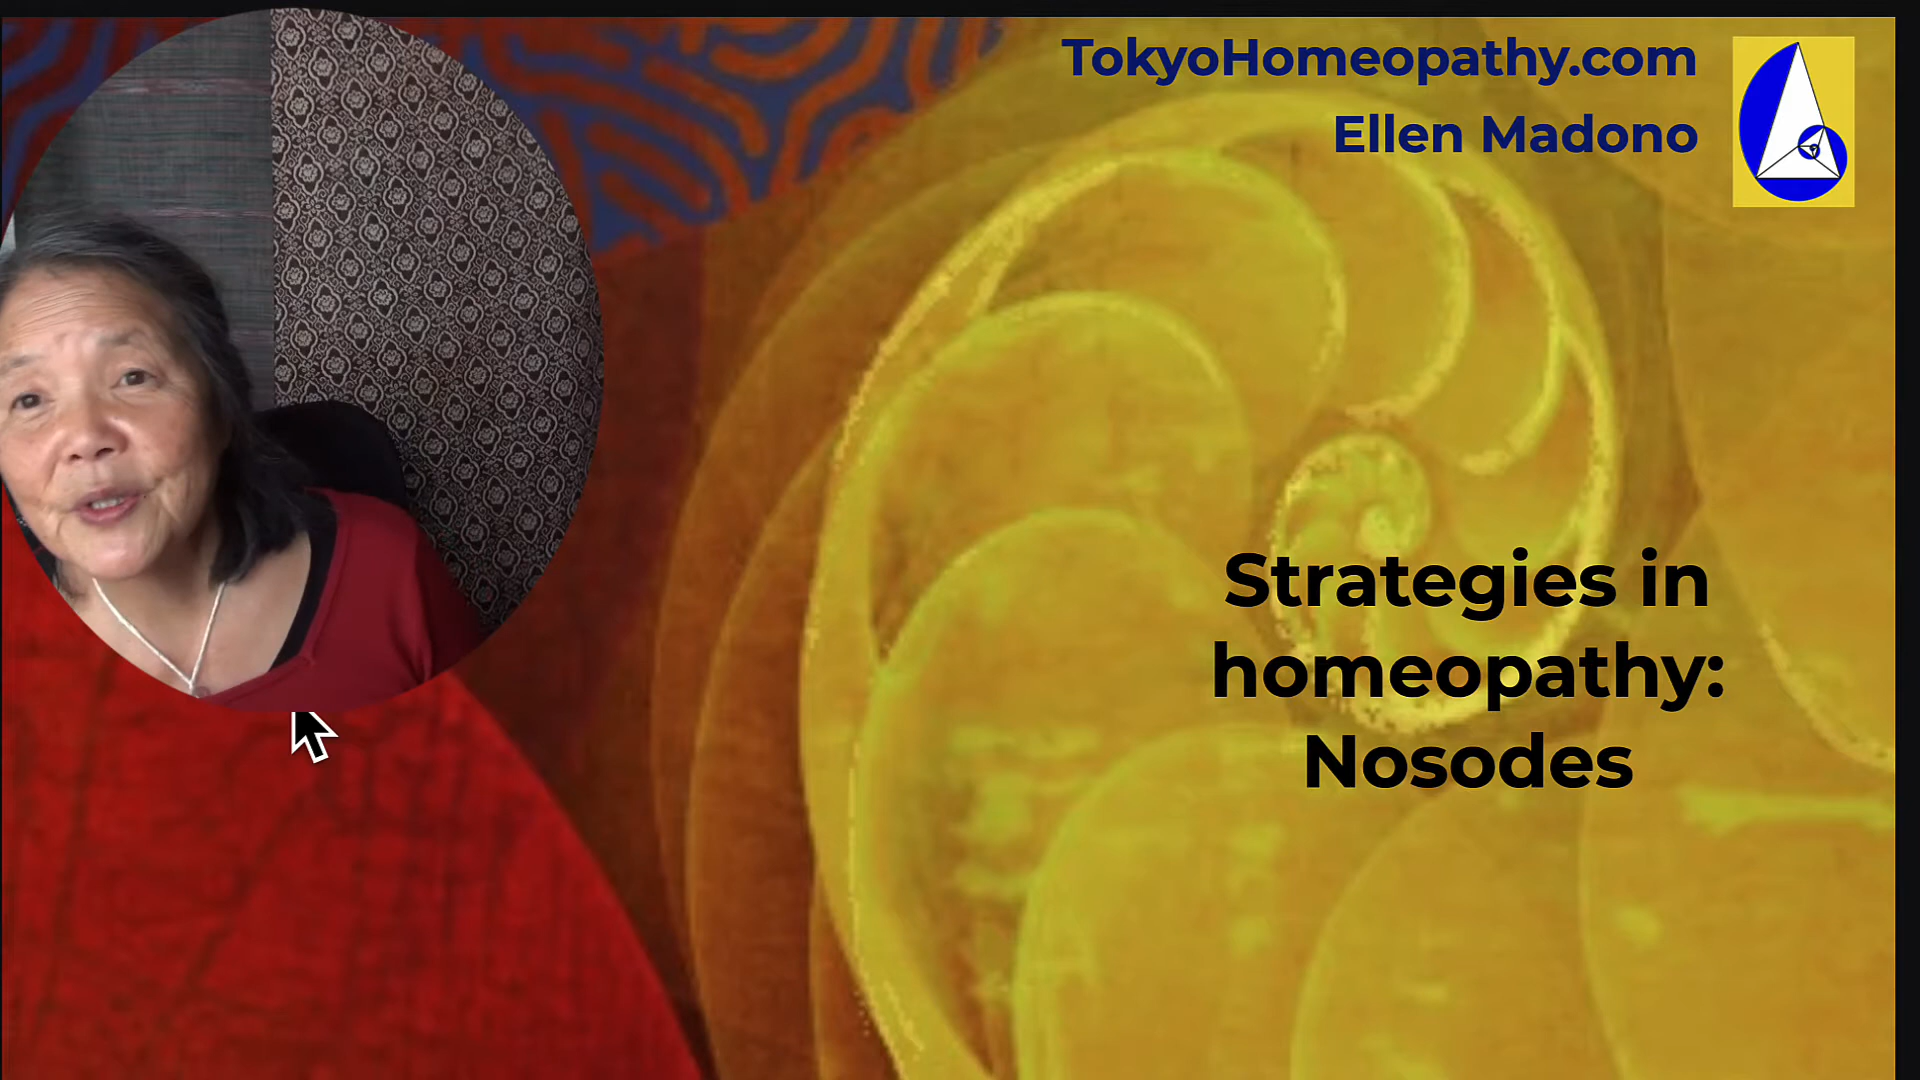 TokyoHomeopathy.com
Ellen Madono
Strategies in
homeopathy:
Nosodes